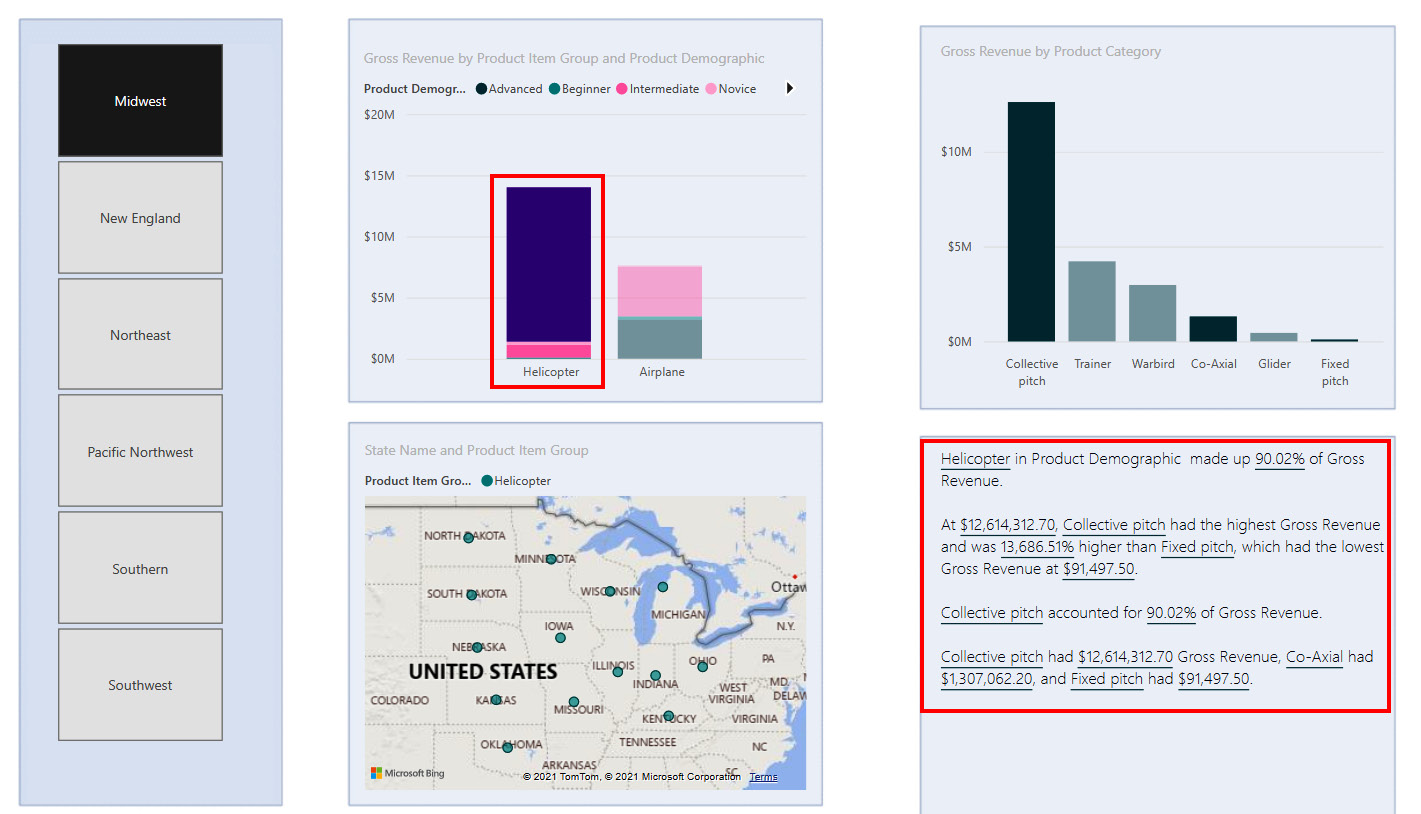 Midwest
New England
Northeast
Pacific Northwest
Southern
Southwest
Gross Revenue by Product Item Group and Product Demographic
Product Demogr... Advanced Beginner Intermediate Novice
$20M
$15M
$10M
$5M
$0M
Helicopter Airplane
State Name and Product Item Group
Product Item Gro... Helicopter
NORTH DAKOTA
MINNESOTA
Ottaw
SOUTH DAKOTA
WISCONSIN
MICHIGAN
N.Y.
IOWA
NEBRASKA
PA
UNITED STATES
ILLINOIS
OHIO
INDIANA
MD
COLORADO
KANSAS
WEST
VIRGINIA
DELAW
MISSOURI
KENTUCKY
VIRGINIA
OKLAHOMA
TENNESSEE
NC
ARKANSAS
SC
Microsoft Bing
© 2021 TomTom, © 2021 Microsoft Corporation Terms
Gross Revenue by Product Category
$10M
$5M
$0M
Collective Trainer Warbird Co-Axial Glider Fixed
pitch pitch
Helicopter in Product Demographic  made up 90.02% of Gross
Revenue.
At $12,614,312.70, Collective pitch had the highest Gross Revenue
and was 13,686.51% higher than Fixed pitch, which had the lowest
Gross Revenue at $91,497.50.
Collective pitch accounted for 90.02% of Gross Revenue.
Collective pitch had $12,614,312.70 Gross Revenue, Co-Axial had
$1,307,062.20, and Fixed pitch had $91,497.50.